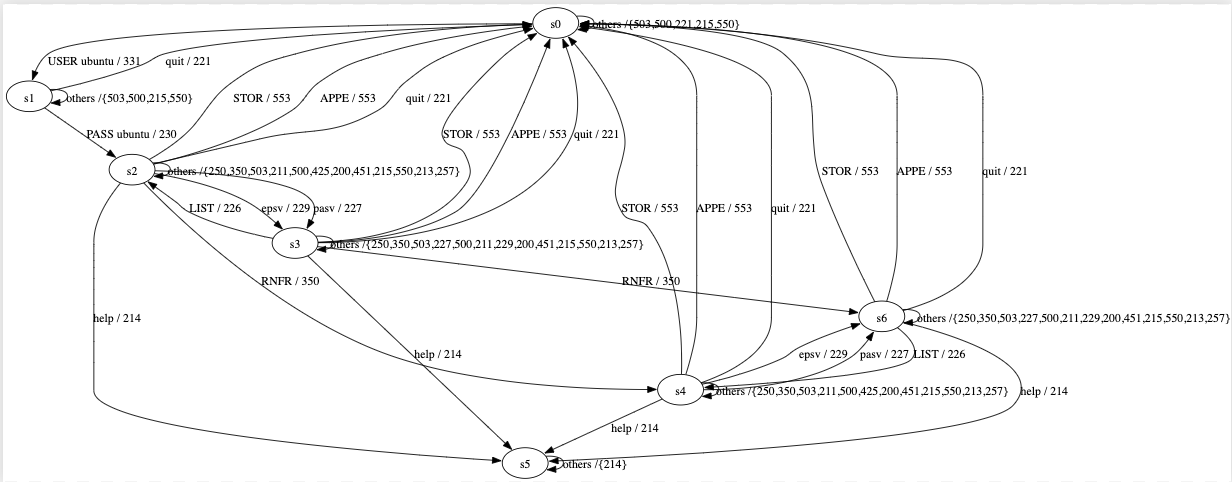 s0
others /{503,500,221,215,550}
USER ubuntu / 331
quit / 221
s1
others /{503,500,215,550}
STOR / 553
APPE / 553
quit / 221
PASS ubuntu / 230
STOR / 553
APPE / 553
quit / 221
s2
others /{250,350,503,211,500,425,200,451,215,550,213,257}
STOR / 553
APPE / 553
quit / 221
LIST / 226
epsv / 229
pasv / 227
STOR / 553
APPE / 553
quit / 221
s3
others /{250,350,503,227,500,211,229,200,451,215,550,213,257}
RNFR / 350
RNFR / 350
help / 214
s6
others /{250,350,503,227,500,211,229,200,451,215,550,213,257}
help / 214
epsv / 229
pasv / 227
LIST / 226
s4
others /{250,350,503,211,500,425,200,451,215,550,213,257}
help / 214
help / 214
s5
others /{214}